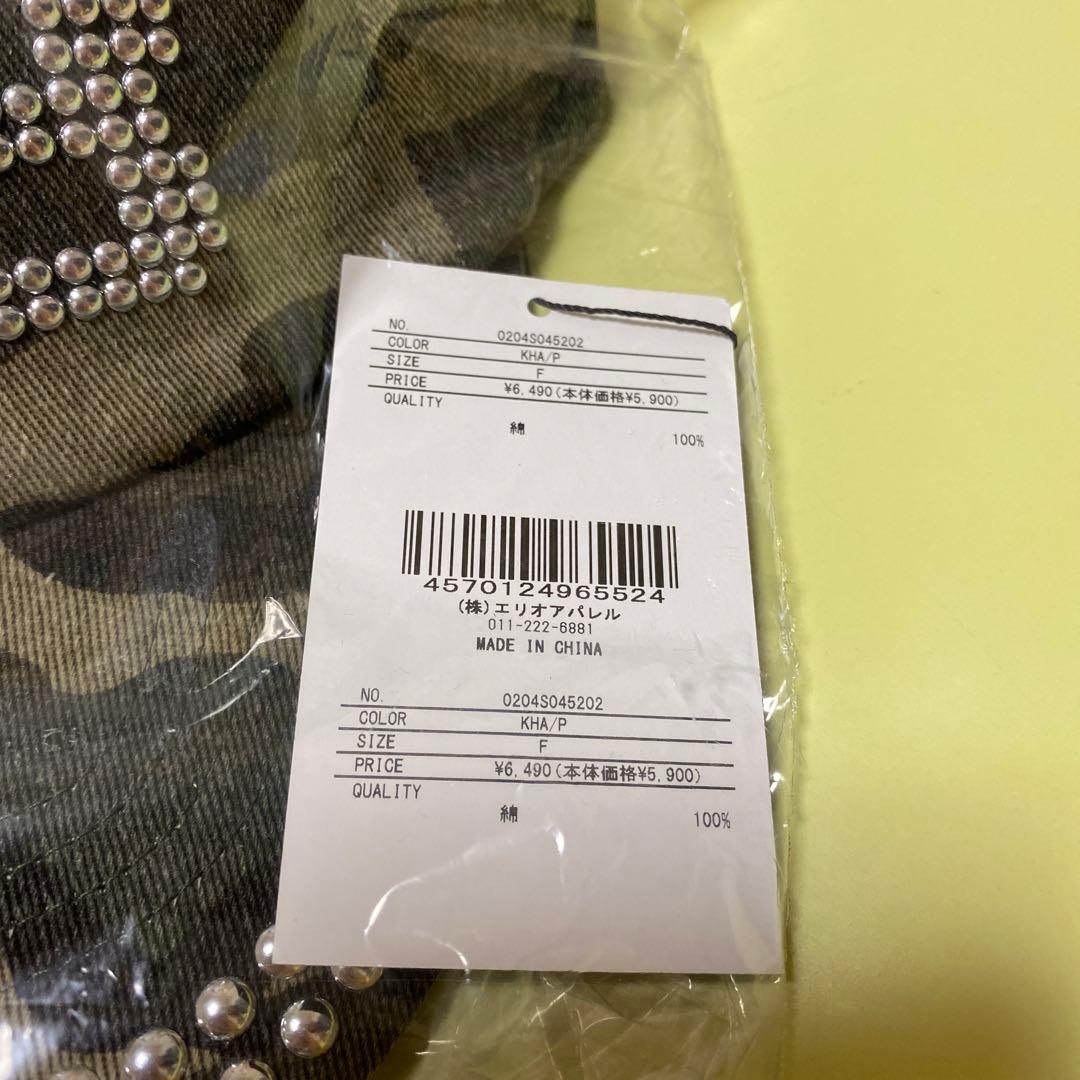 NO. 0204S045202
COLOR KHA/P
SIZE F
PRICE ¥6,490(本体価格¥5,900)
QUALITY
綿 100%
4570124965524
(株)エリオアパレル
011-222-6881
MADE IN CHINA
NO. 0204S045202
COLOR KHA/P
SIZE F
PRICE ¥6,490(本体価格¥5,900)
QUALITY
綿 100%